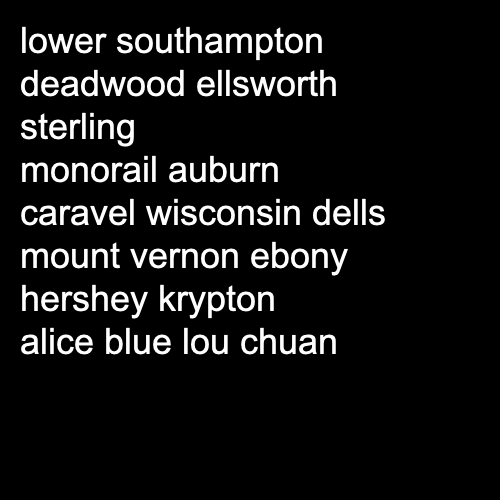 lower southampton
deadwood ellsworth
sterling
monorail auburn
caravel wisconsin dells
mount vernon ebony
hershey krypton
alice blue lou chuan